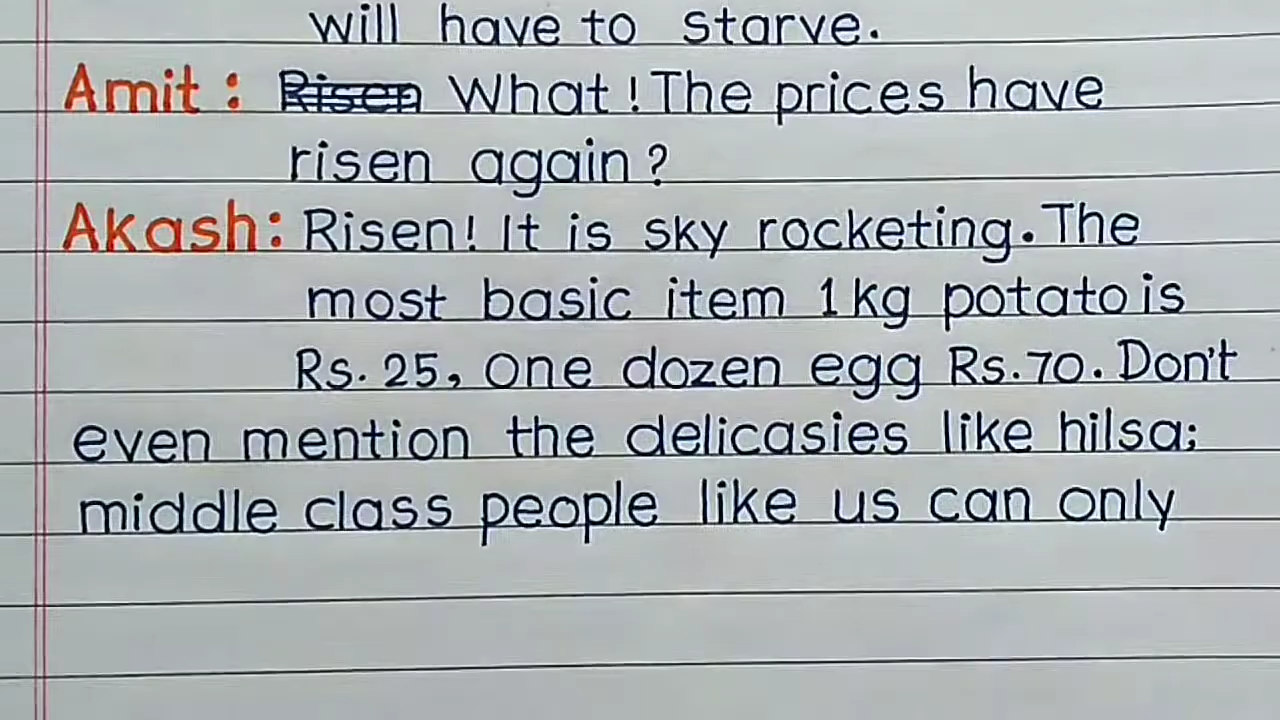 will have to starve.
Amit : Risen What! The prices have
risen again?
Akash: Risen! It is sky rocketing. The
most basic item 1kg potato is
Rs. 25, one dozen egg Rs. 70. Don't
even mention the delicasies like hilsa;
middle class people like us can only